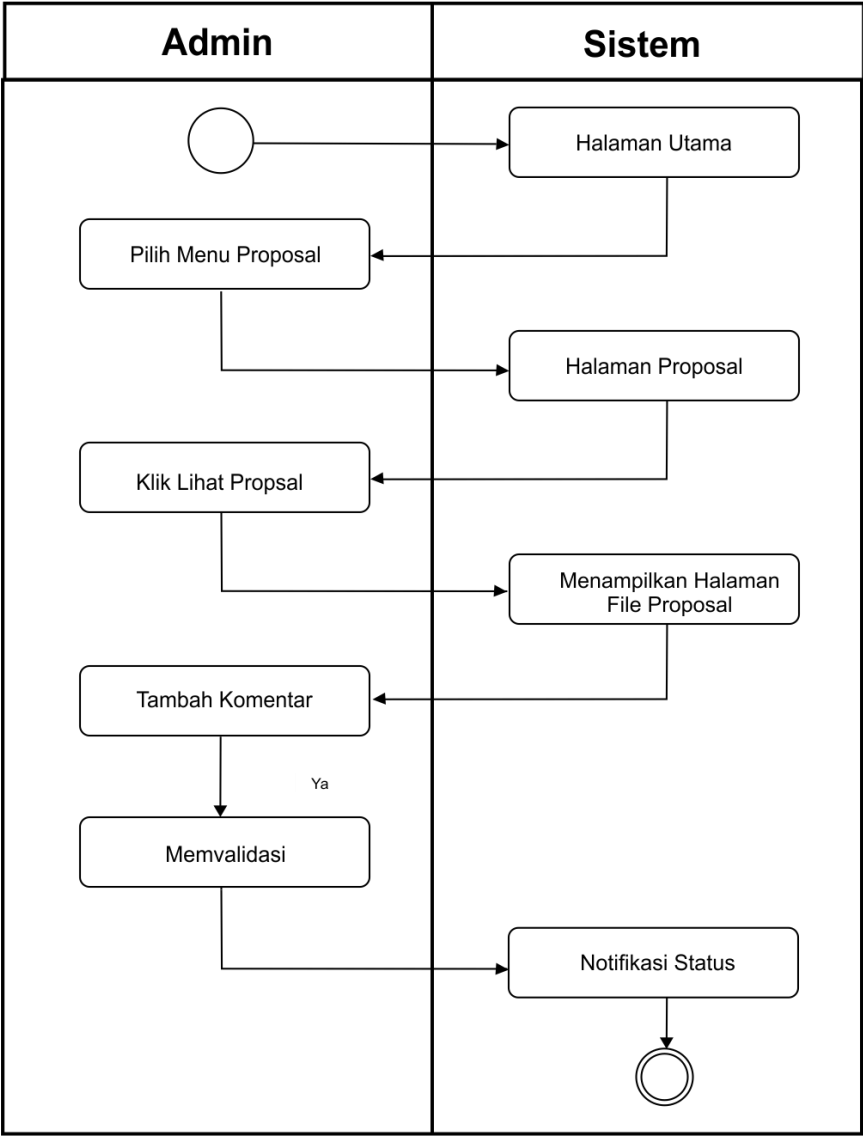 Admin
Sistem
Halaman Utama
Pilih Menu Proposal
Halaman Proposal
Klik Lihat Propsal
Menampilkan Halaman
File Proposal
Tambah Komentar
Ya
Memvalidasi
Notifikasi Status